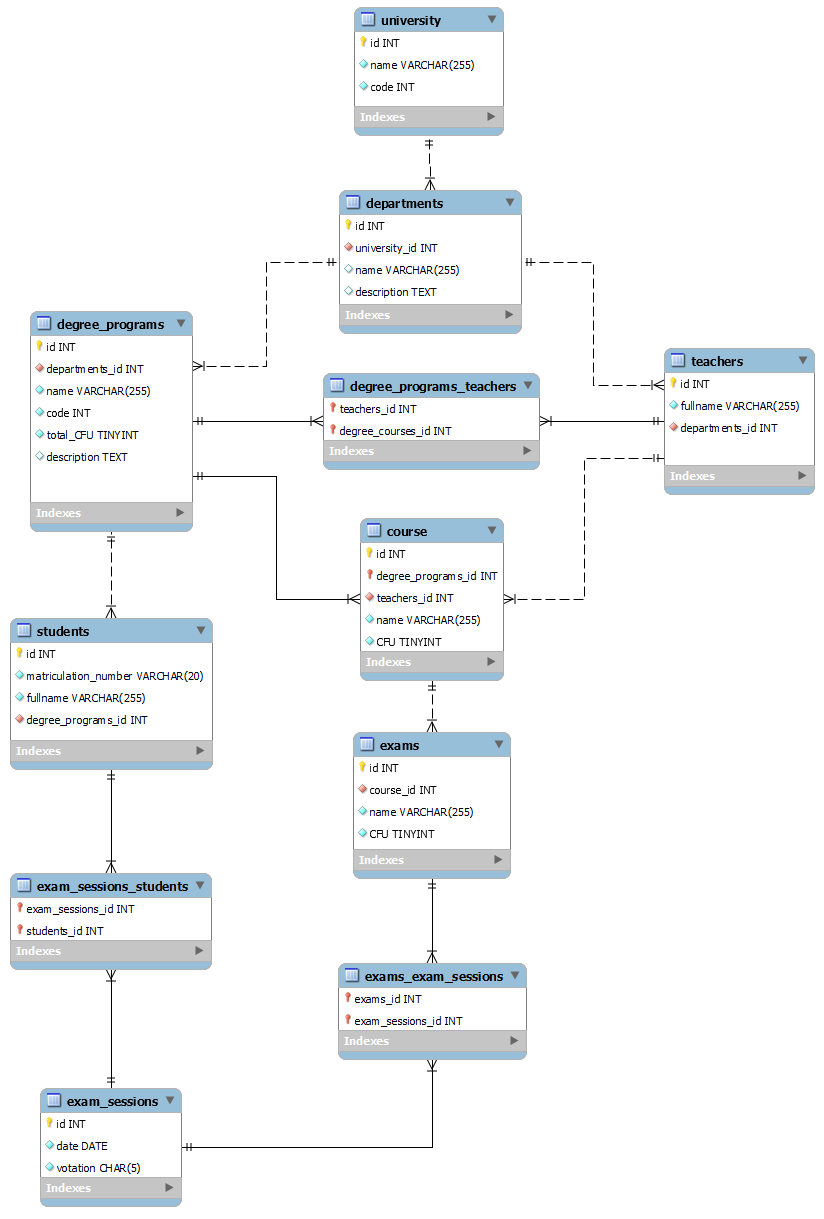 university
id INT
name VARCHAR(255)
code INT
Indexes
departments
id INT
university_id INT
name VARCHAR(255)
description TEXT
Indexes
degree_programs
id INT
departments_id INT
name VARCHAR(255)
code INT
total_CFU TINYINT
description TEXT
Indexes
degree_programs_teachers
teachers_id INT
degree_courses_id INT
Indexes
teachers
id INT
fullname VARCHAR(255)
departments_id INT
Indexes
course
id INT
degree_programs_id INT
teachers_id INT
name VARCHAR(255)
CFU TINYINT
Indexes
students
id INT
matriculation_number VARCHAR(20)
fullname VARCHAR(255)
degree_programs_id INT
Indexes
exams
id INT
course_id INT
name VARCHAR(255)
CFU TINYINT
Indexes
exam_sessions_students
exam_sessions_id INT
students_id INT
Indexes
exams_exam_sessions
exams_id INT
exam_sessions_id INT
Indexes
exam_sessions
id INT
date DATE
votation CHAR(5)
Indexes